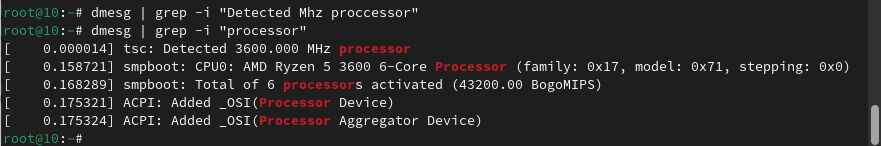 root@10:~# dmesg | grep -i "Detected Mhz proccessor"
root@10:~# dmesg | grep -i "processor"
[    0.000014] tsc: Detected 3600.000 MHz processor
[    0.158721] smpboot: CPU0: AMD Ryzen 5 3600 6-Core Processor (family: 0x17, model: 0x71, stepping: 0x0)
[    0.168289] smpboot: Total of 6 processors activated (43200.00 BogoMIPS)
[    0.175321] ACPI: Added _OSI(Processor Device)
[    0.175324] ACPI: Added _OSI(Processor Aggregator Device)
root@10:~#